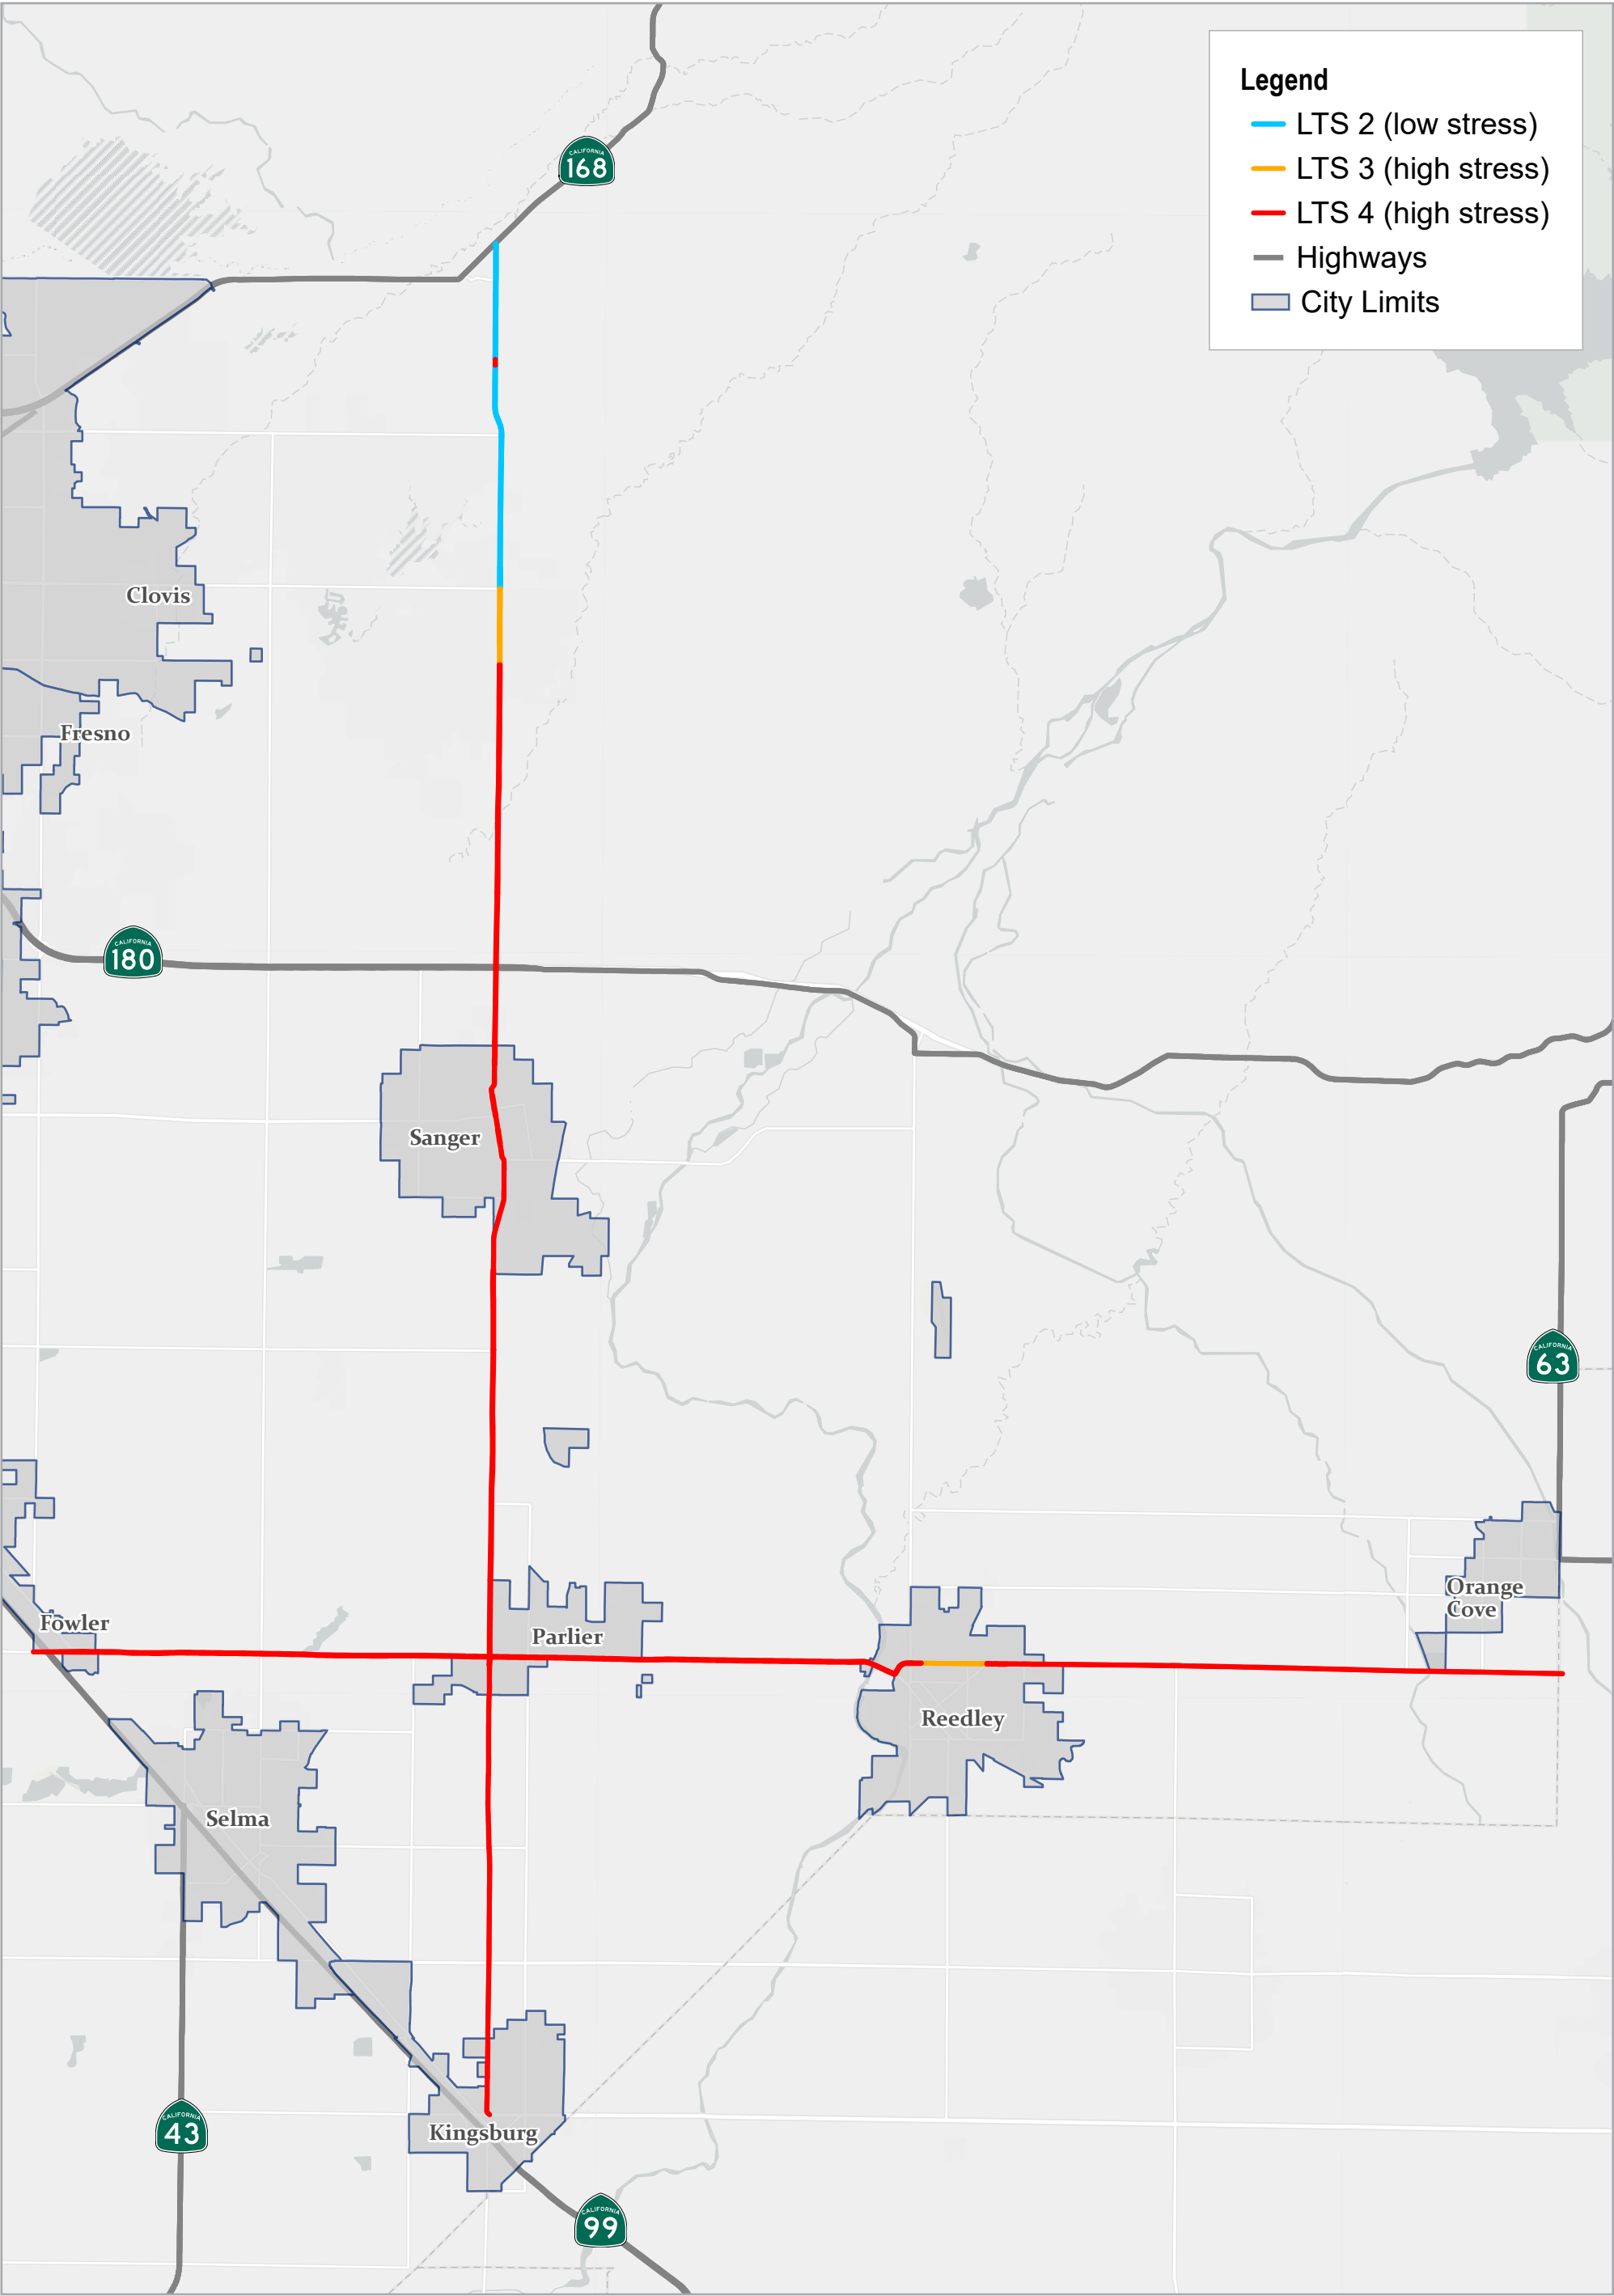 Legend
LTS 2 (low stress)
LTS 3 (high stress)
LTS 4 (high stress)
Highways
City Limits
CALIFORNIA
168
Clovis
Fresno
CALIFORNIA
180
Sanger
CALIFORNIA
63
Orange
Cove
Fowler
Parlier
Reedley
Selma
CALIFORNIA
43
Kingsburg
CALIFORNIA
99